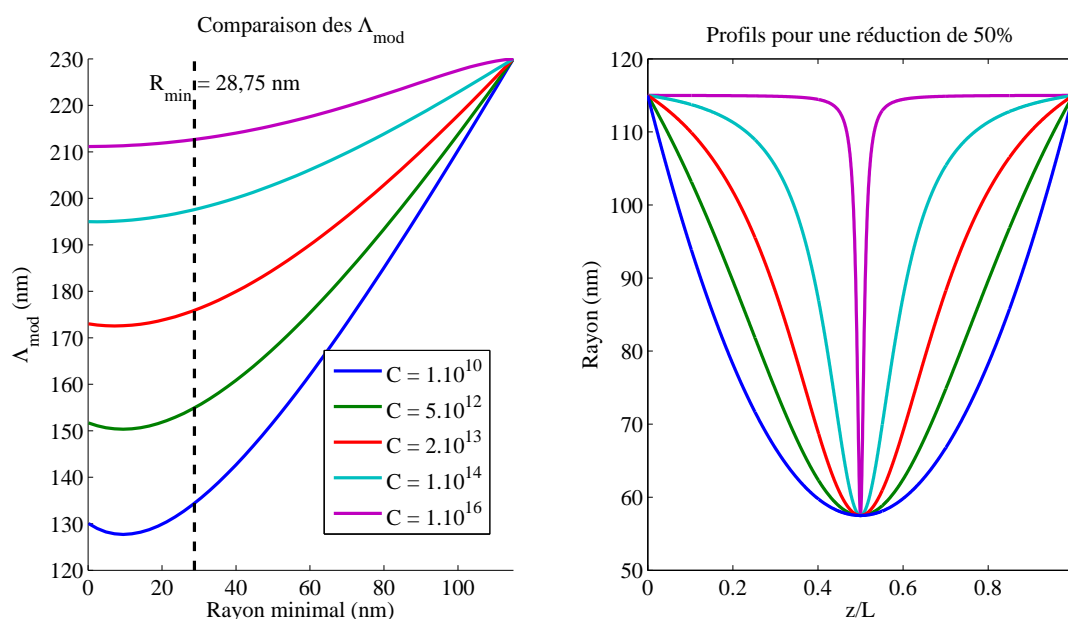 Comparaison des Λmod
230
220
210
200
190
180
170
160
150
140
130
120
Λmod (nm)
Rmin = 28,75 nm
C = 1.10^10
C = 5.10^12
C = 2.10^13
C = 1.10^14
C = 1.10^16
0 20 40 60 80 100
Rayon minimal (nm)
Profils pour une réduction de 50%
120
110
100
90
80
70
60
50
Rayon (nm)
0 0.2 0.4 0.6 0.8
z/L